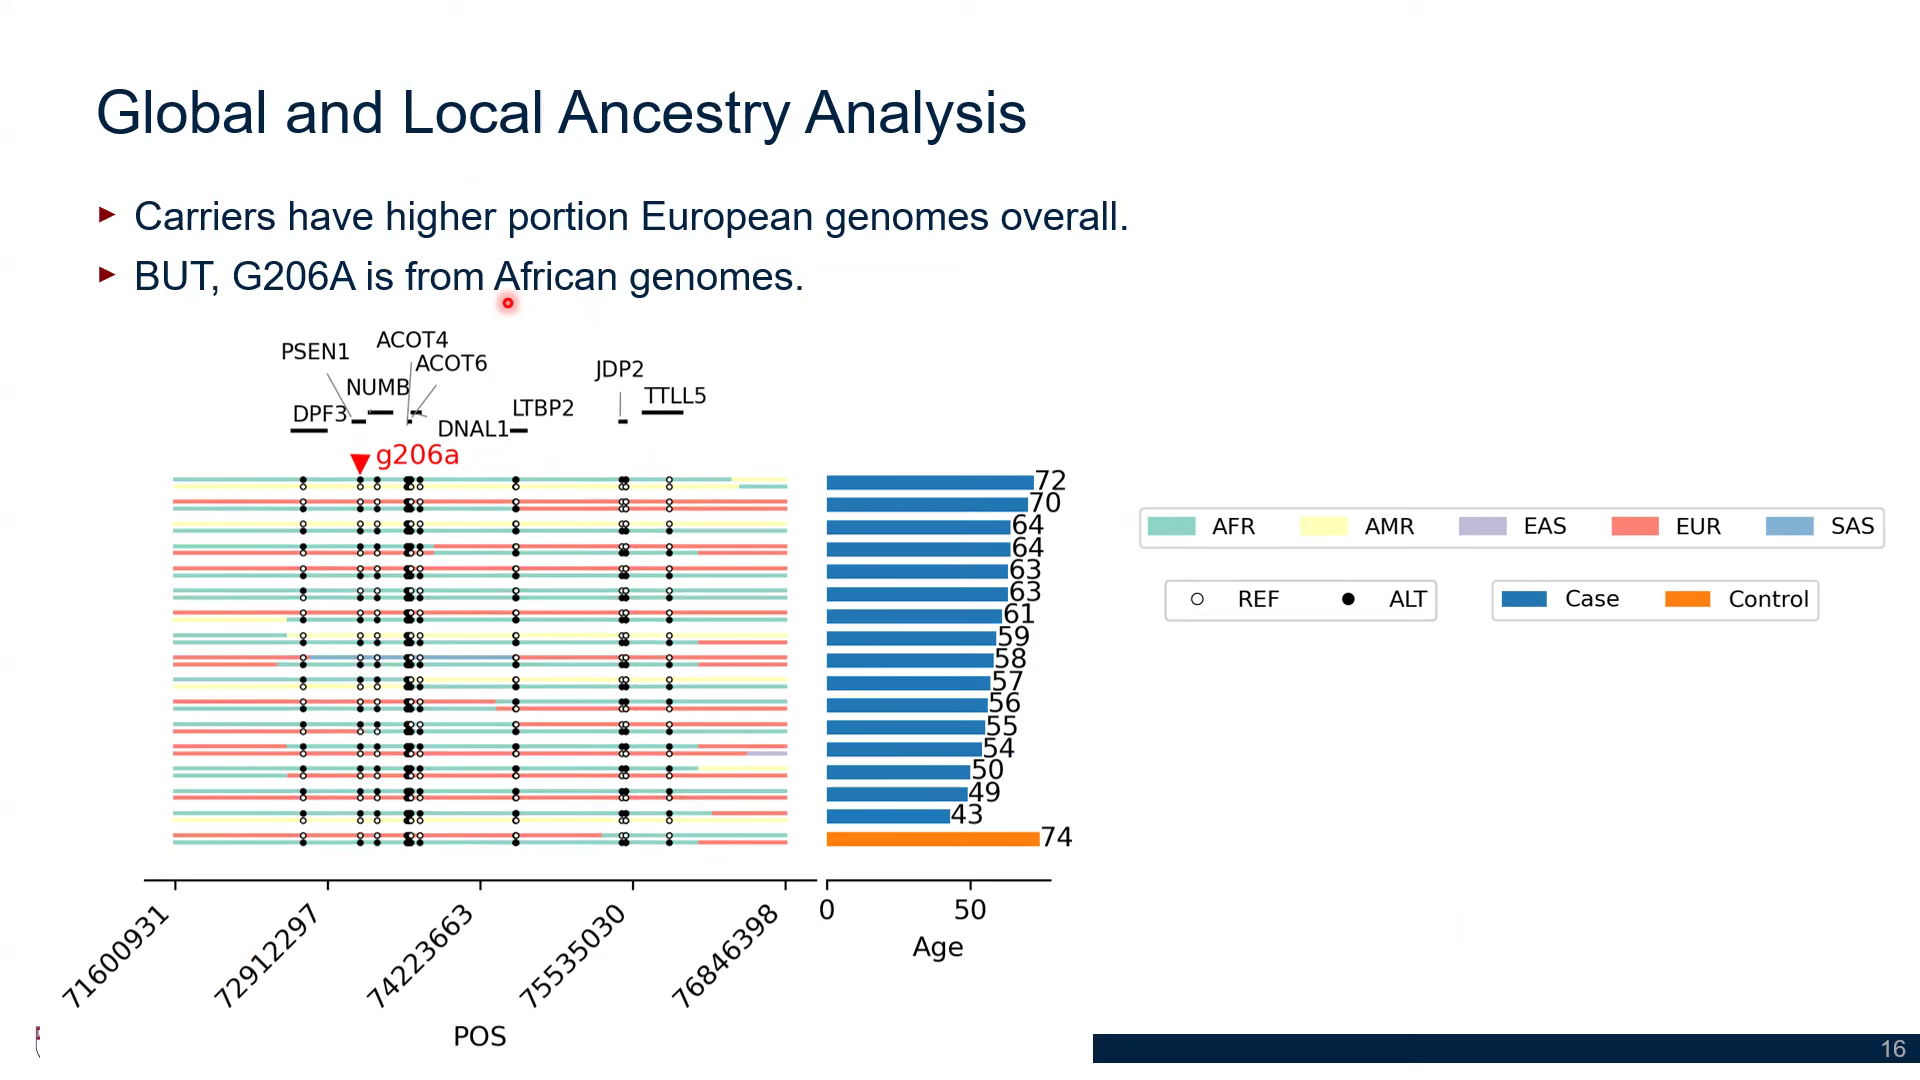 Global and Local Ancestry Analysis
Carriers have higher portion European genomes overall.
BUT, G206A is from African genomes.
ACOT4
PSEN1
ACOT6
JDP2
NUMB
TTLL5
DPF3
LTBP2
DNAL1
g206a
72
70
64
64
63
63
61
59
58
57
56
55
54
50
49
43
74
AFR AMR EAS EUR SAS
REF ALT Case Control
71600931 72912297 74223663 75535030 76846398
0 50
Age
POS
16